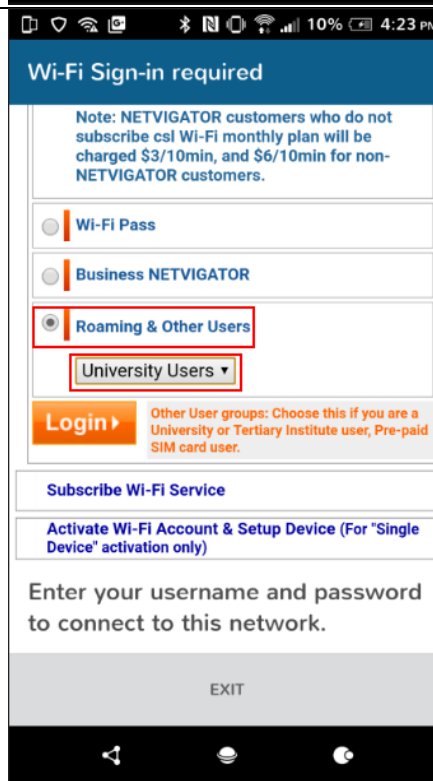 10% 4:23 PM
Wi-Fi Sign-in required
Note: NETVIGATOR customers who do not
subscribe csl Wi-Fi monthly plan will be
charged $3/10min, and $6/10min for non-
NETVIGATOR customers.
Wi-Fi Pass
Business NETVIGATOR
Roaming & Other Users
University Users
Login
Other User groups: Choose this if you are a
University or Tertiary Institute user, Pre-paid
SIM card user.
Subscribe Wi-Fi Service
Activate Wi-Fi Account & Setup Device (For "Single
Device" activation only)
Enter your username and password
to connect to this network.
EXIT